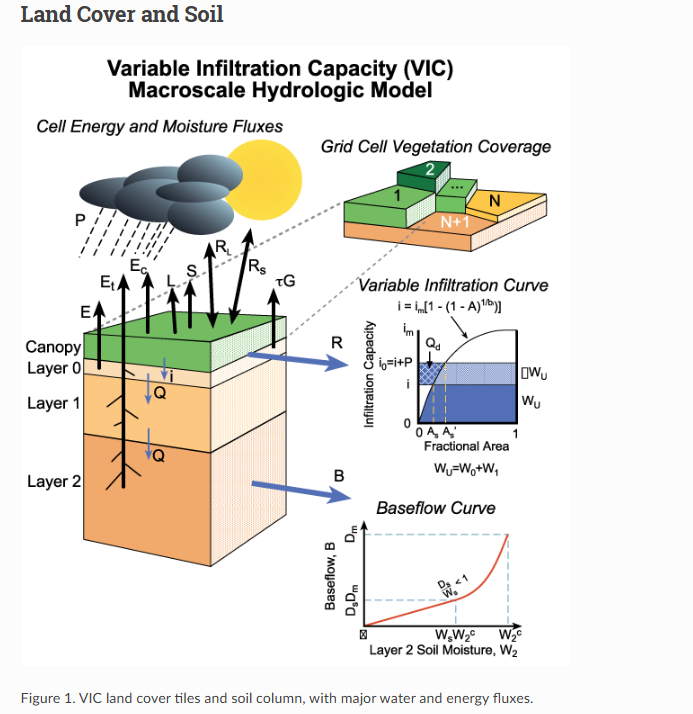 Land Cover and Soil
Variable Infiltration Capacity (VIC)
Macroscale Hydrologic Model
Cell Energy and Moisture Fluxes
Grid Cell Vegetation Coverage
1
2
...
N
N+1
P
Eₜ
E꜀
L
S
R_L
Rₛ
τG
E
Canopy
Layer 0
Layer 1
Layer 2
i
Q
Q
R
B
Variable Infiltration Curve
i = iₘ[1 - (1 - A)^1/b)]
Infiltration Capacity
iₘ
i₀=i+P
i
0
Q_d
▯Wᵤ
Wᵤ
0 Aₛ Aₛ' 1
Fractional Area
Wᵤ=W₀+W₁
Baseflow Curve
Baseflow, B
Dₘ
DₛDₘ
Dₛ/Wₛ < 1
WₛW₂ᶜ W₂ᶜ
Layer 2 Soil Moisture, W₂
Figure 1. VIC land cover tiles and soil column, with major water and energy fluxes.